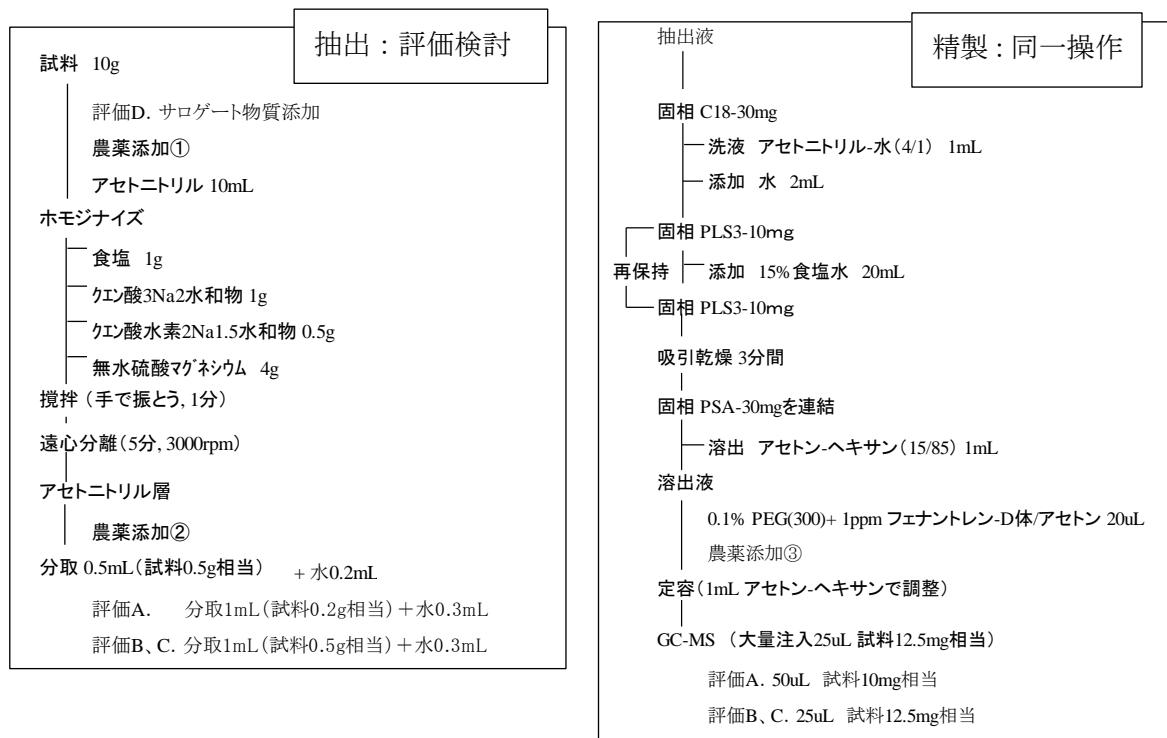 抽出：評価検討
試料 10g
評価D. サロゲート物質添加
農薬添加①
アセトニトリル 10mL
ホモジナイズ
食塩 1g
ｸｴﾝ酸3Na2水和物 1g
ｸｴﾝ酸水素2Na1.5水和物 0.5g
無水硫酸ﾏｸﾞﾈｼｳﾑ 4g
撹拌（手で振とう, 1分）
遠心分離（5分, 3000rpm）
アセトニトリル層
農薬添加②
分取 0.5mL（試料0.5g相当） + 水0.2mL
評価A. 分取1mL（試料0.2g相当）＋水0.3mL
評価B、C. 分取1mL（試料0.5g相当）＋水0.3mL
精製：同一操作
抽出液
固相 C18-30mg
洗液 アセトニトリル-水（4/1） 1mL
添加 水 2mL
固相 PLS3-10ｍg
再保持
添加 15%食塩水 20mL
固相 PLS3-10ｍg
吸引乾燥 3分間
固相 PSA-30mgを連結
溶出 アセトン-ヘキサン（15/85） 1mL
溶出液
0.1% PEG(300)+ 1ppm フェナントレン-D体/アセトン 20uL
農薬添加③
定容（1mL アセトン-ヘキサンで調整）
GC-MS （大量注入25uL 試料12.5mg相当）
評価A. 50uL 試料10mg相当
評価B、C. 25uL 試料12.5mg相当